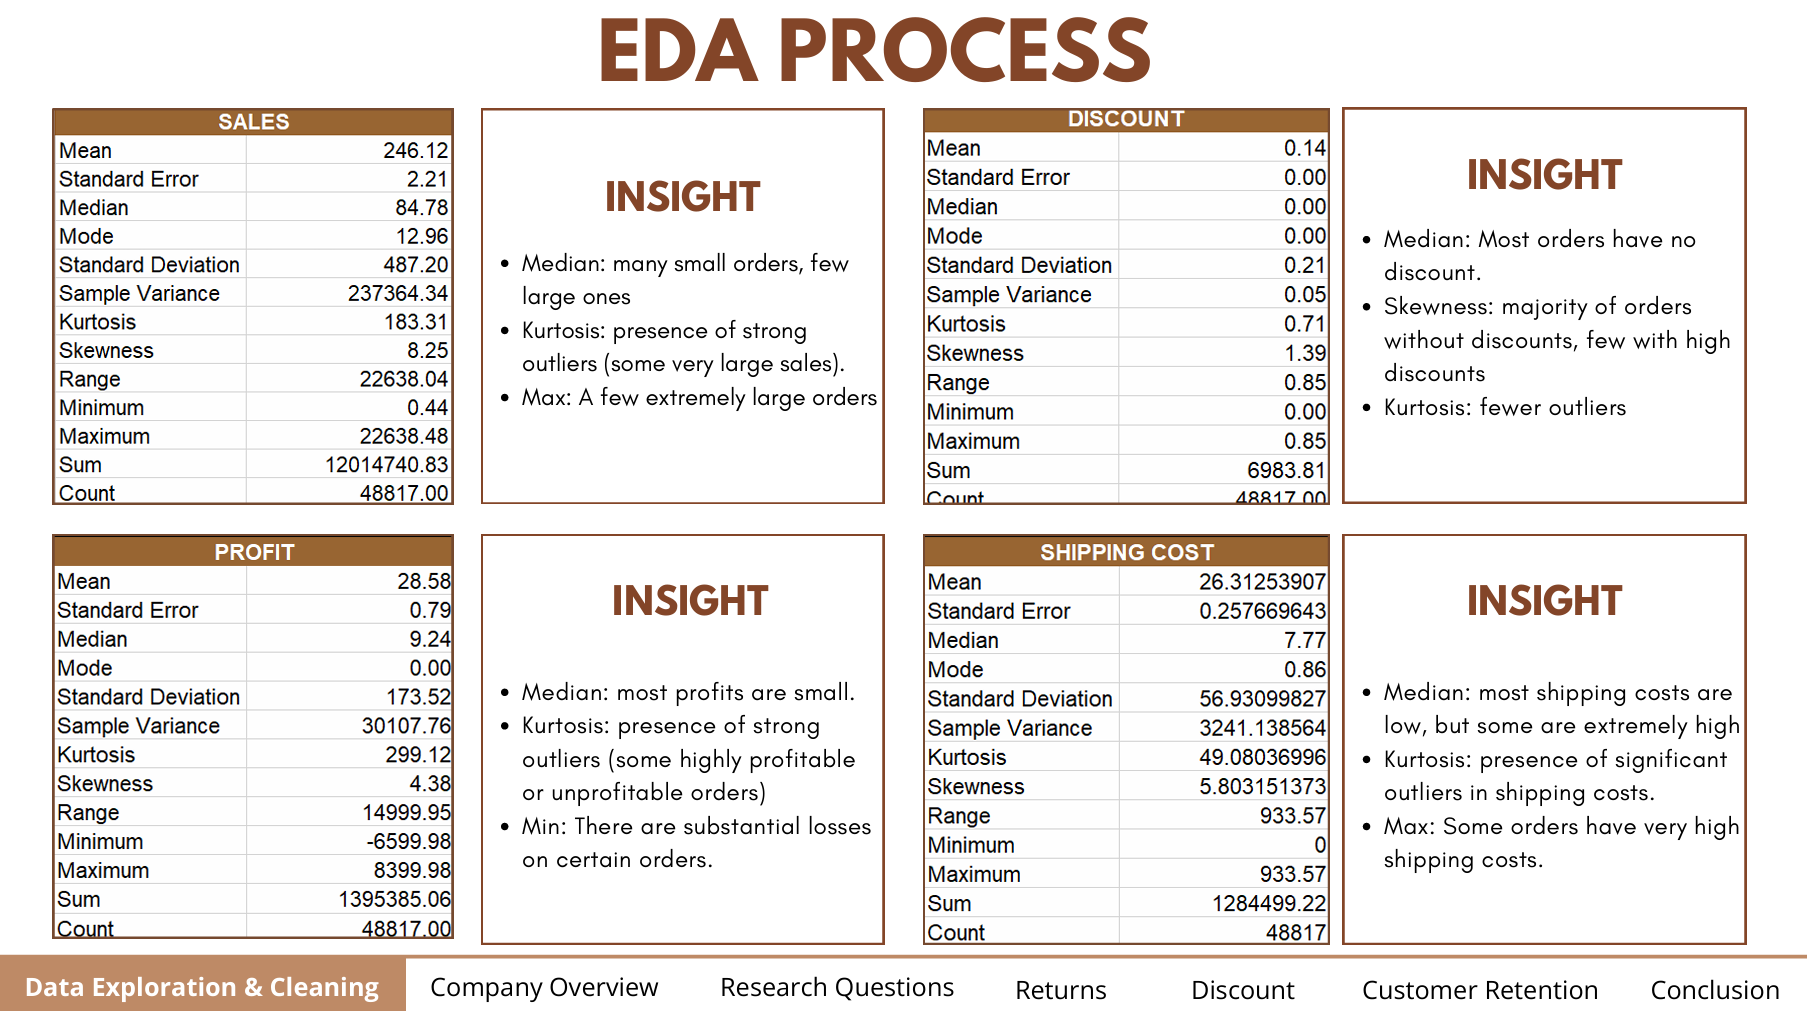 EDA PROCESS
SALES
Mean 246.12
Standard Error 2.21
Median 84.78
Mode 12.96
Standard Deviation 487.20
Sample Variance 237364.34
Kurtosis 183.31
Skewness 8.25
Range 22638.04
Minimum 0.44
Maximum 22638.48
Sum 12014740.83
Count 48817.00
INSIGHT
• Median: many small orders, few
large ones
• Kurtosis: presence of strong
outliers (some very large sales).
• Max: A few extremely large orders
DISCOUNT
Mean 0.14
Standard Error 0.00
Median 0.00
Mode 0.00
Standard Deviation 0.21
Sample Variance 0.05
Kurtosis 0.71
Skewness 1.39
Range 0.85
Minimum 0.00
Maximum 0.85
Sum 6983.81
Count 48817.00
INSIGHT
• Median: Most orders have no
discount.
• Skewness: majority of orders
without discounts, few with high
discounts
• Kurtosis: fewer outliers
PROFIT
Mean 28.58
Standard Error 0.79
Median 9.24
Mode 0.00
Standard Deviation 173.52
Sample Variance 30107.76
Kurtosis 299.12
Skewness 4.38
Range 14999.95
Minimum -6599.98
Maximum 8399.98
Sum 1395385.06
Count 48817.00
INSIGHT
• Median: most profits are small.
• Kurtosis: presence of strong
outliers (some highly profitable
or unprofitable orders)
• Min: There are substantial losses
on certain orders.
SHIPPING COST
Mean 26.31253907
Standard Error 0.257669643
Median 7.77
Mode 0.86
Standard Deviation 56.93099827
Sample Variance 3241.138564
Kurtosis 49.08036996
Skewness 5.803151373
Range 933.57
Minimum 0
Maximum 933.57
Sum 1284499.22
Count 48817
INSIGHT
• Median: most shipping costs are
low, but some are extremely high
• Kurtosis: presence of significant
outliers in shipping costs.
• Max: Some orders have very high
shipping costs.
Data Exploration & Cleaning Company Overview Research Questions Returns Discount Customer Retention Conclusion